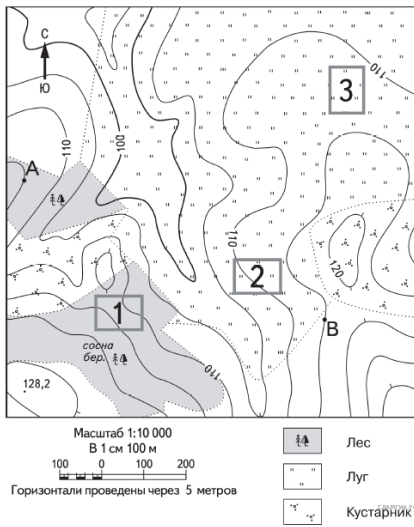 С
Ю
110
3
100
110
А
110
120
2
1
В
сосна
бер.
110
128,2
Масштаб 1:10 000
В 1 см 100 м
100 0 100 200
Горизонтали проведены через 5 метров
Лес
Луг
Кустарник